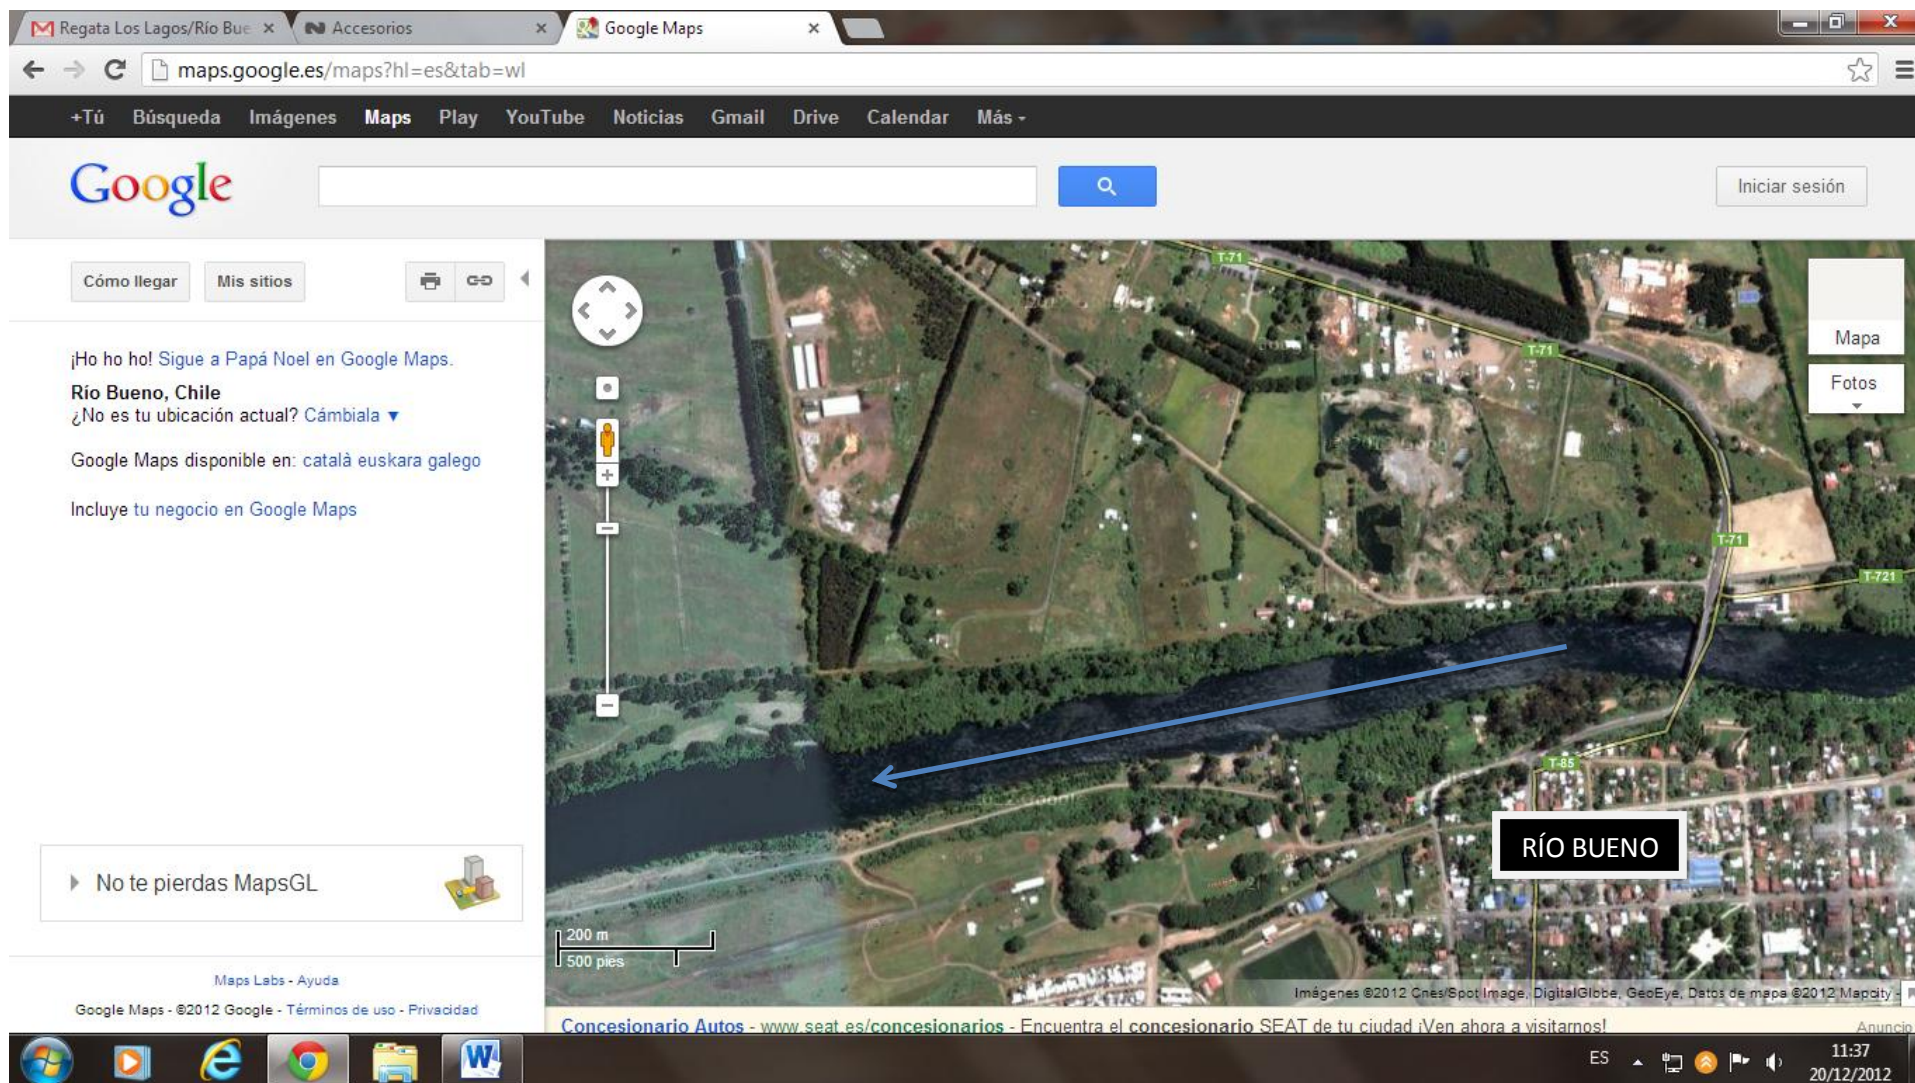 Regata Los Lagos/Río Bue
Accesorios
Google Maps
maps.google.es/maps?hl=es&tab=wl
+Tú Búsqueda Imágenes Maps Play YouTube Noticias Gmail Drive Calendar Más
Google
Iniciar sesión
Cómo llegar Mis sitios
¡Ho ho ho! Sigue a Papá Noel en Google Maps.
Río Bueno, Chile
¿No es tu ubicación actual? Cámbiala ▼
Google Maps disponible en: català euskara galego
Incluye tu negocio en Google Maps
No te pierdas MapsGL
Maps Labs - Ayuda
Google Maps - ©2012 Google - Términos de uso - Privacidad
T-71
T-71
Mapa
Fotos
T-71
T-721
T-85
RÍO BUENO
200 m
500 pies
Imágenes ©2012 Cnes/Spot Image, DigitalGlobe, GeoEye, Datos de mapa ©2012 Mapcity -
Concesionario Autos - www.seat.es/concesionarios - Encuentra el concesionario SEAT de tu ciudad ¡Ven ahora a visitarnos!
Anuncio
ES
11:37
20/12/2012